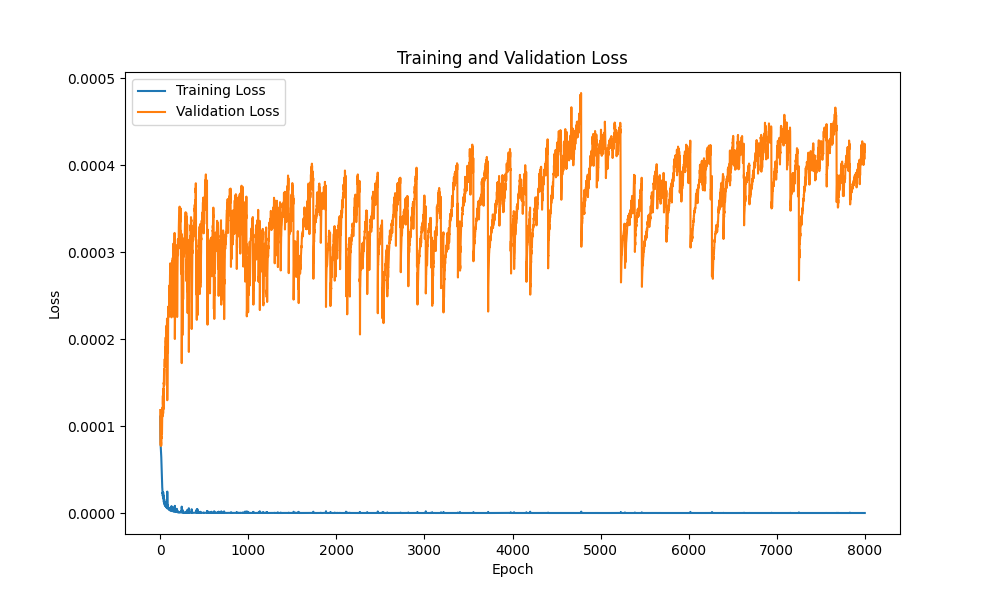 Training and Validation Loss
0.0005
0.0004
0.0003
0.0002
0.0001
0.0000
Loss
Training Loss
Validation Loss
0 1000 2000 3000 4000 5000 6000 7000 8000
Epoch